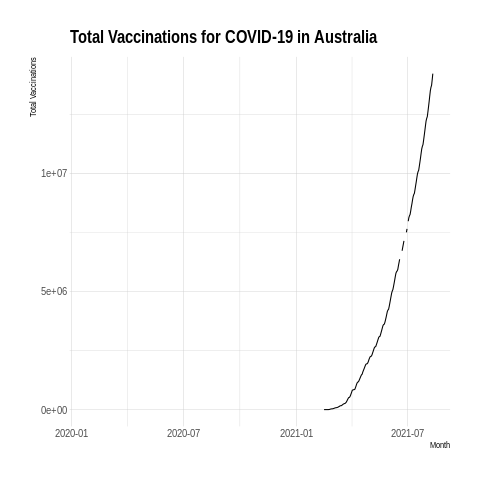 Total Vaccinations for COVID-19 in Australia
Total Vaccinations
1e+07
5e+06
0e+00
2020-01 2020-07 2021-01 2021-07
Month